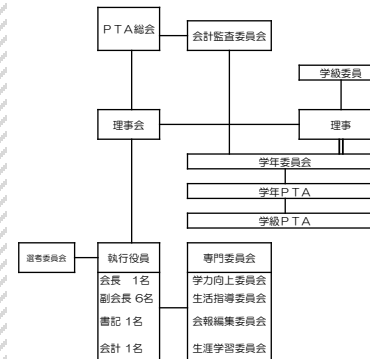 PTA総会
会計監査委員会
学級委員
理事会
理事
学年委員会
学年PTA
学級PTA
選考委員会
執行役員
会長 1名
副会長 6名
書記 1名
会計 1名
専門委員会
学力向上委員会
生活指導委員会
会報編集委員会
生涯学習委員会